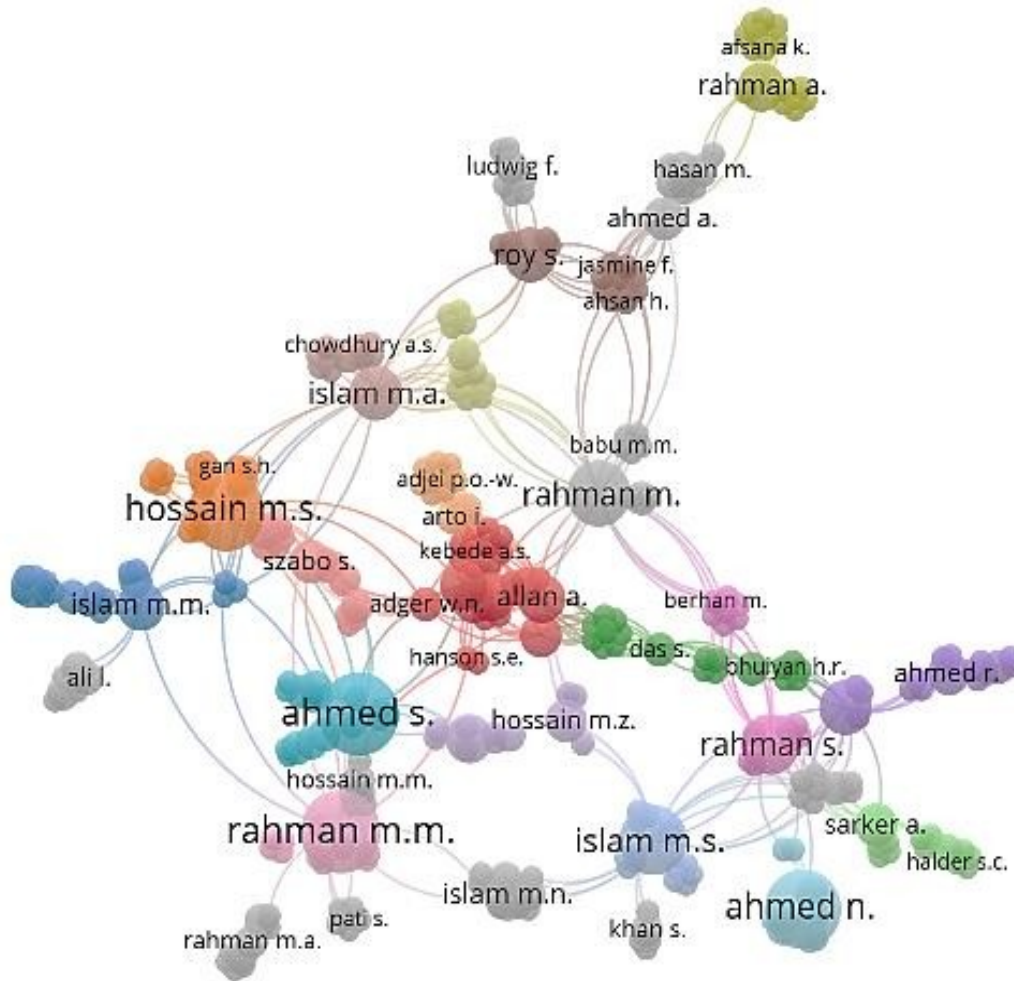 afsana k.
rahman a.
ludwig f.
hasan m.
ahmed a.
roy s.
jasmine f.
ahsan h.
chowdhury a.s.
islam m.a.
babu m.m.
gan s.h.
adjei p.o.-w.
rahman m.
hossain m.s.
arto i.
kebede a.s.
szabo s.
islam m.m.
adger w.n.
allan a.
berhan m.
hanson s.e.
das s.
bhuiyan h.r.
ahmed r.
ali l.
ahmed s.
hossain m.z.
rahman s.
hossain m.m.
rahman m.m.
islam m.s.
sarker a.
halder s.c.
islam m.n.
ahmed n.
pati s.
khan s.
rahman m.a.